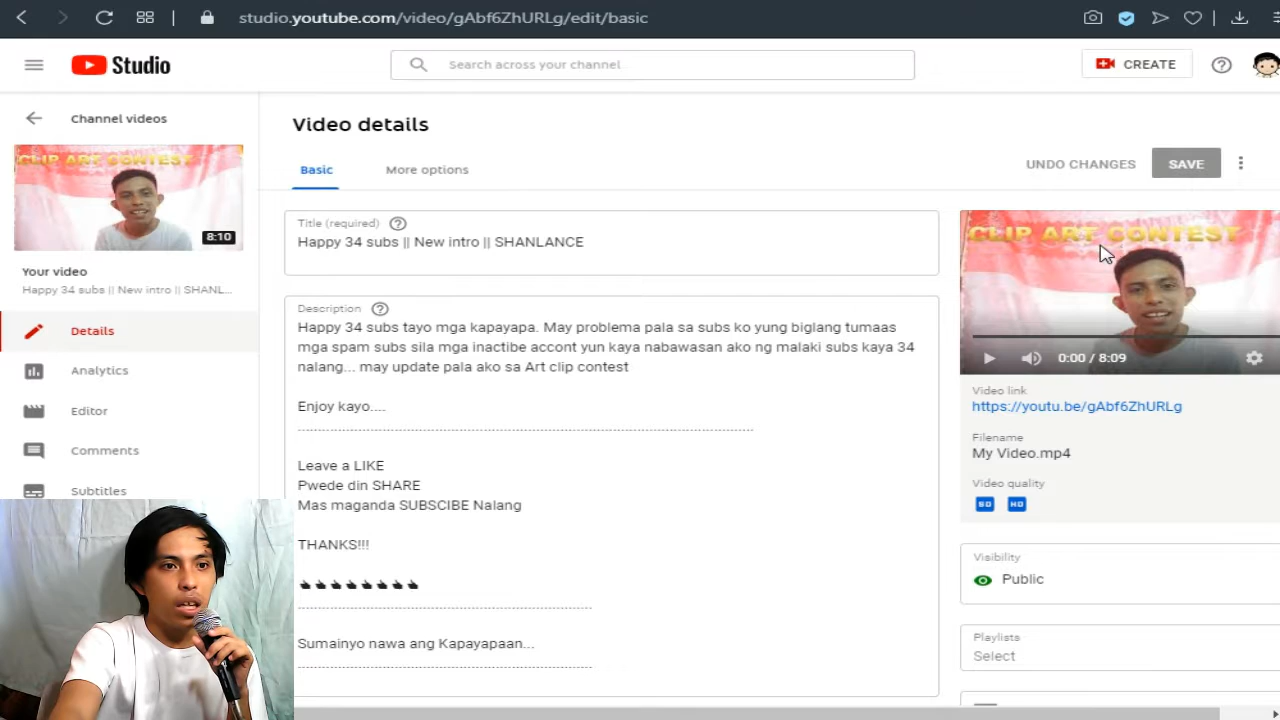 studio.youtube.com/video/gAbf6ZhURLg/edit/basic
Studio
Search across your channel
CREATE
Channel videos
CLIP ART CONTEST
8:10
Your video
Happy 34 subs || New intro || SHANL...
Details
Analytics
Editor
Comments
Subtitles
Video details
Basic
More options
UNDO CHANGES
SAVE
Title (required)
Happy 34 subs || New intro || SHANLANCE
Description
Happy 34 subs tayo mga kapayapa. May problema pala sa subs ko yung biglang tumaas
mga spam subs sila mga inactibe accont yun kaya nabawasan ako ng malaki subs kaya 34
nalang... may update pala ako sa Art clip contest
Enjoy kayo....
Leave a LIKE
Pwede din SHARE
Mas maganda SUBSCIBE Nalang
THANKS!!!
Sumainyo nawa ang Kapayapaan...
CLIP ART CONTEST
0:00 / 8:09
Video link
https://youtu.be/gAbf6ZhURLg
Filename
My Video.mp4
Video quality
SD HD
Visibility
Public
Playlists
Select